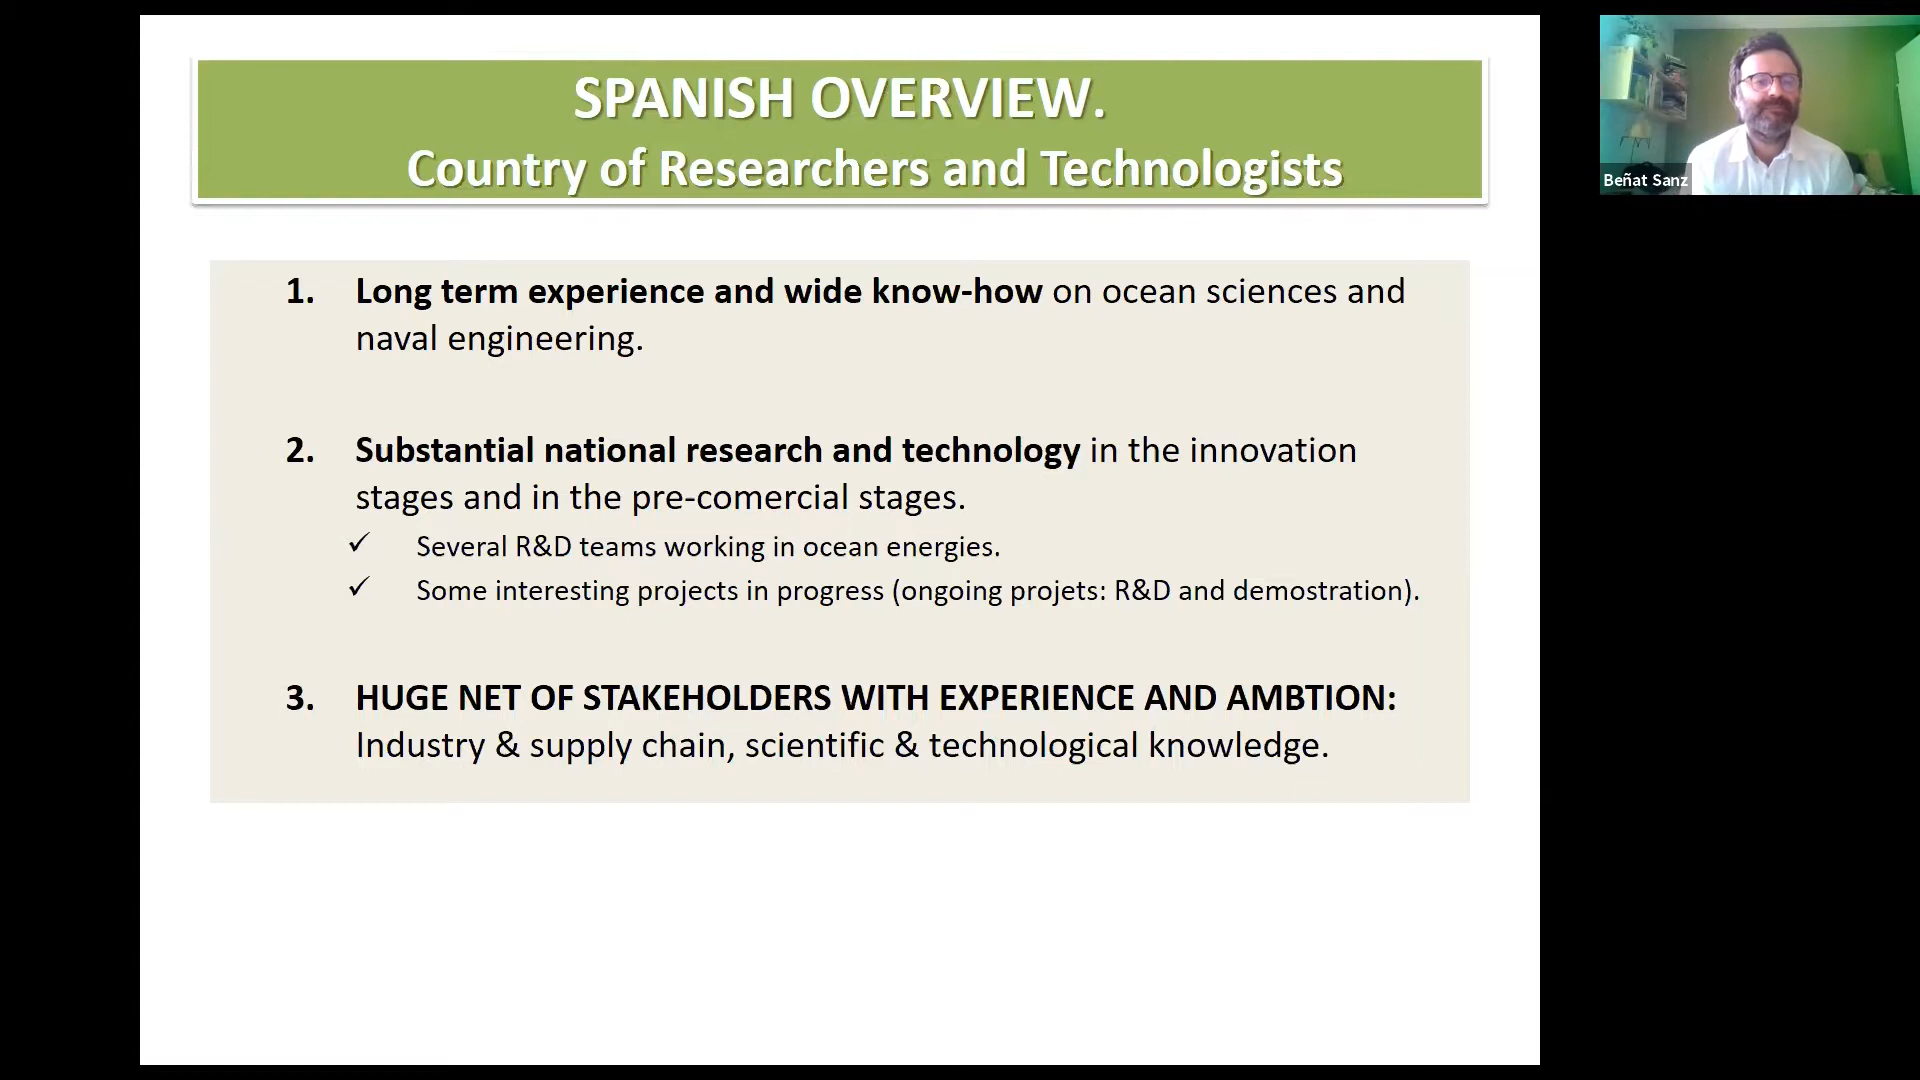 SPANISH OVERVIEW.
Country of Researchers and Technologists
Beñat Sanz
1. Long term experience and wide know-how on ocean sciences and
naval engineering.
2. Substantial national research and technology in the innovation
stages and in the pre-comercial stages.
✓ Several R&D teams working in ocean energies.
✓ Some interesting projects in progress (ongoing projets: R&D and demostration).
3. HUGE NET OF STAKEHOLDERS WITH EXPERIENCE AND AMBTION:
Industry & supply chain, scientific & technological knowledge.